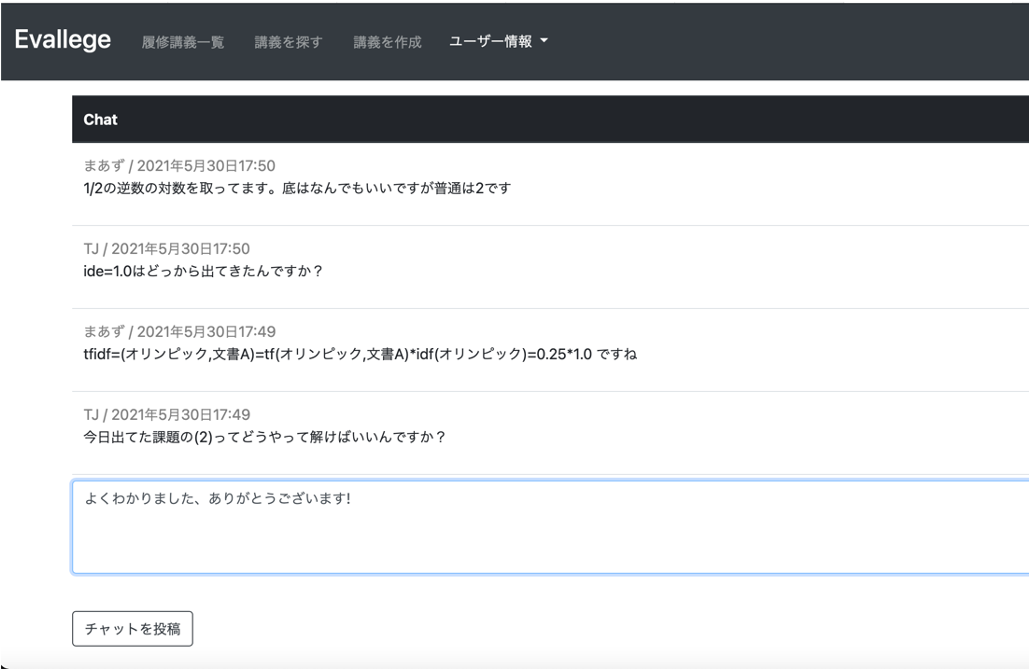 Evallege 履修講義一覧 講義を探す 講義を作成 ユーザー情報
Chat
まあず / 2021年5月30日17:50
1/2の逆数の対数を取ってます。底はなんでもいいですが普通は2です
TJ / 2021年5月30日17:50
ide=1.0はどっから出てきたんですか？
まあず / 2021年5月30日17:49
tfidf=(オリンピック,文書A)=tf(オリンピック,文書A)*idf(オリンピック)=0.25*1.0 ですね
TJ / 2021年5月30日17:49
今日出てた課題の(2)ってどうやって解けばいいんですか？
よくわかりました、ありがとうございます!
チャットを投稿